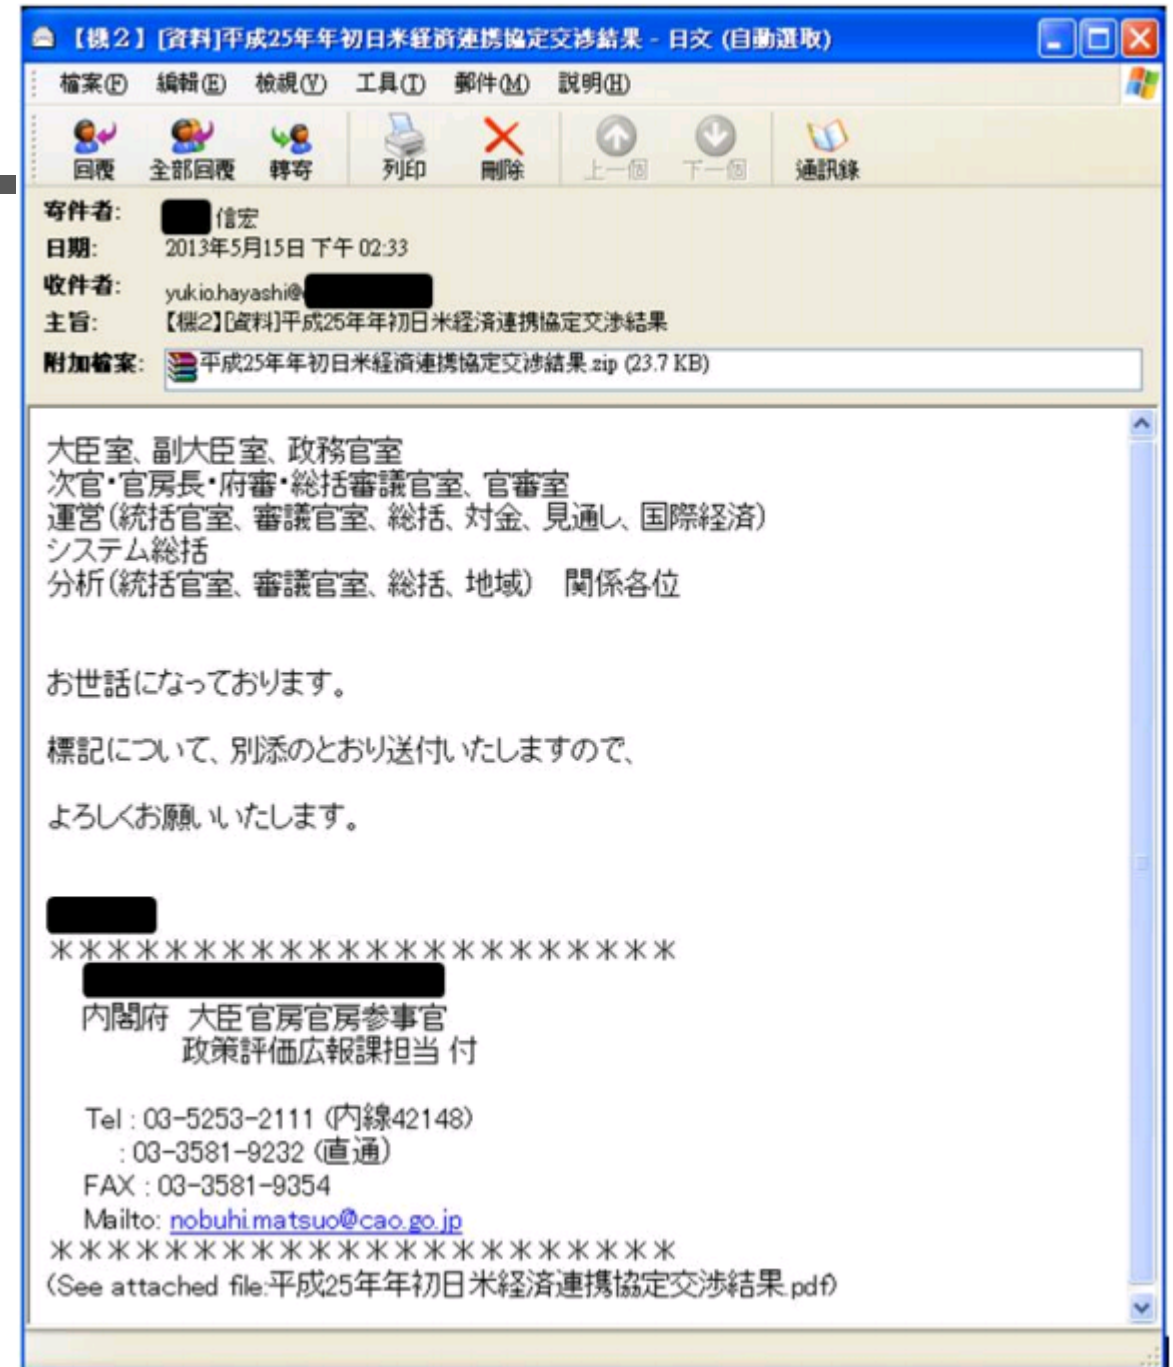 【機2】[資料]平成25年年初日米経済連携協定交渉結果 - 日文 (自動選取)
檔案(F) 編輯(E) 檢視(V) 工具(T) 郵件(M) 說明(H)
回覆 全部回覆 轉寄 列印 刪除 上一個 下一個 通訊錄
寄件者: 信宏
日期: 2013年5月15日 下午 02:33
收件者: yukio.hayashi@
主旨: 【機2】[資料]平成25年年初日米経済連携協定交渉結果
附加檔案: 平成25年年初日米経済連携協定交渉結果.zip (23.7 KB)
大臣室、副大臣室、政務官室
次官・官房長・府審・総括審議官室、官審室
運営(統括官室、審議官室、総括、対金、見通し、国際経済)
システム総括
分析(統括官室、審議官室、総括、地域)　関係各位
お世話になっております。
標記について、別添のとおり送付いたしますので、
よろしくお願いいたします。
＊＊＊＊＊＊＊＊＊＊＊＊＊＊＊＊＊＊＊＊＊＊
内閣府 大臣官房官房参事官
政策評価広報課担当 付
Tel : 03-5253-2111 (内線42148)
: 03-3581-9232 (直通)
FAX : 03-3581-9354
Mailto: nobuhi.matsuo@cao.go.jp
＊＊＊＊＊＊＊＊＊＊＊＊＊＊＊＊＊＊＊＊＊＊
(See attached file:平成25年年初日米経済連携協定交渉結果.pdf)